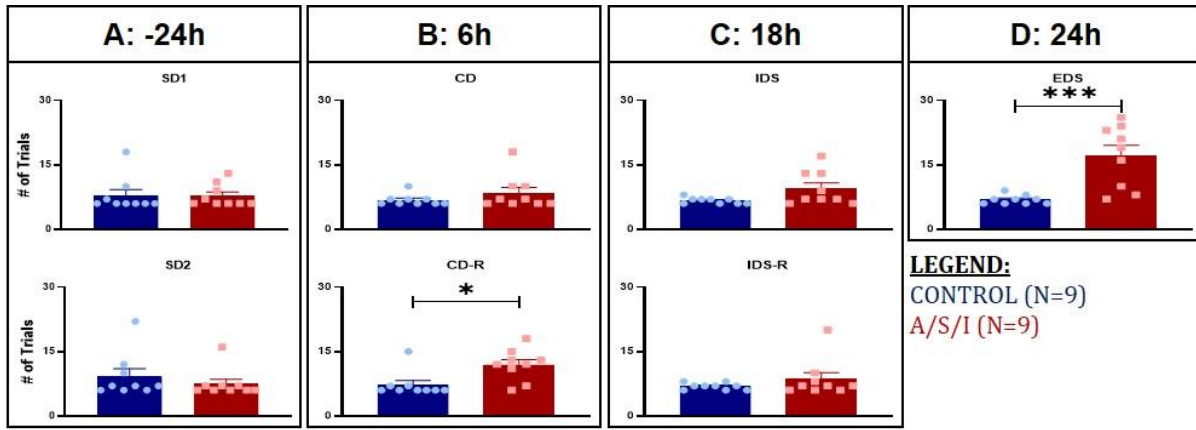 A: -24h
SD1
30
15
0
# of Trials
SD2
30
15
0
# of Trials
B: 6h
CD
30
15
0
CD-R
30
15
0
*
C: 18h
IDS
30
15
0
IDS-R
30
15
0
D: 24h
EDS
30
15
0
***
LEGEND:
CONTROL (N=9)
A/S/I (N=9)